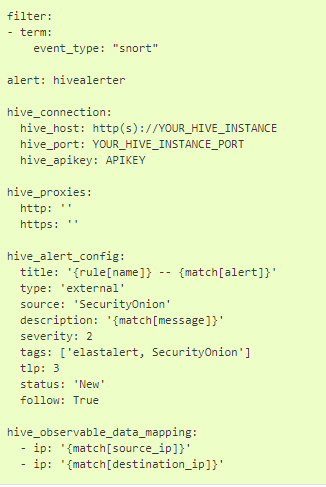 filter:
- term:
    event_type: "snort"

alert: hivealerter

hive_connection:
  hive_host: http(s)://YOUR_HIVE_INSTANCE
  hive_port: YOUR_HIVE_INSTANCE_PORT
  hive_apikey: APIKEY

hive_proxies:
  http: ''
  https: ''

hive_alert_config:
  title: '{rule[name]} -- {match[alert]}'
  type: 'external'
  source: 'SecurityOnion'
  description: '{match[message]}'
  severity: 2
  tags: ['elastalert, SecurityOnion']
  tlp: 3
  status: 'New'
  follow: True

hive_observable_data_mapping:
  - ip: '{match[source_ip]}'
  - ip: '{match[destination_ip]}'